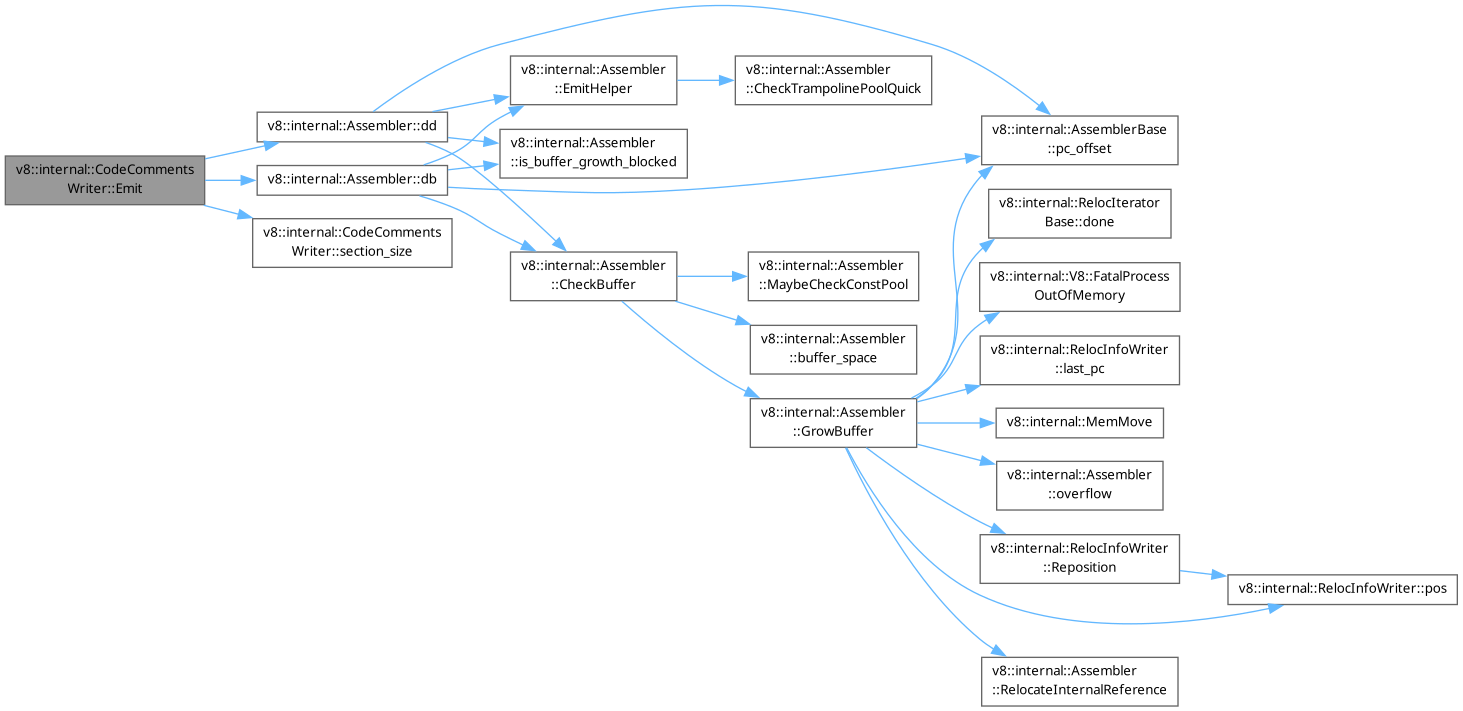 v8::internal::CodeComments
Writer::Emit
v8::internal::Assembler::dd
v8::internal::Assembler::db
v8::internal::CodeComments
Writer::section_size
v8::internal::Assembler
::EmitHelper
v8::internal::Assembler
::is_buffer_growth_blocked
v8::internal::Assembler
::CheckBuffer
v8::internal::Assembler
::CheckTrampolinePoolQuick
v8::internal::Assembler
::MaybeCheckConstPool
v8::internal::Assembler
::buffer_space
v8::internal::Assembler
::GrowBuffer
v8::internal::AssemblerBase
::pc_offset
v8::internal::RelocIterator
Base::done
v8::internal::V8::FatalProcess
OutOfMemory
v8::internal::RelocInfoWriter
::last_pc
v8::internal::MemMove
v8::internal::Assembler
::overflow
v8::internal::RelocInfoWriter
::Reposition
v8::internal::RelocInfoWriter::pos
v8::internal::Assembler
::RelocateInternalReference